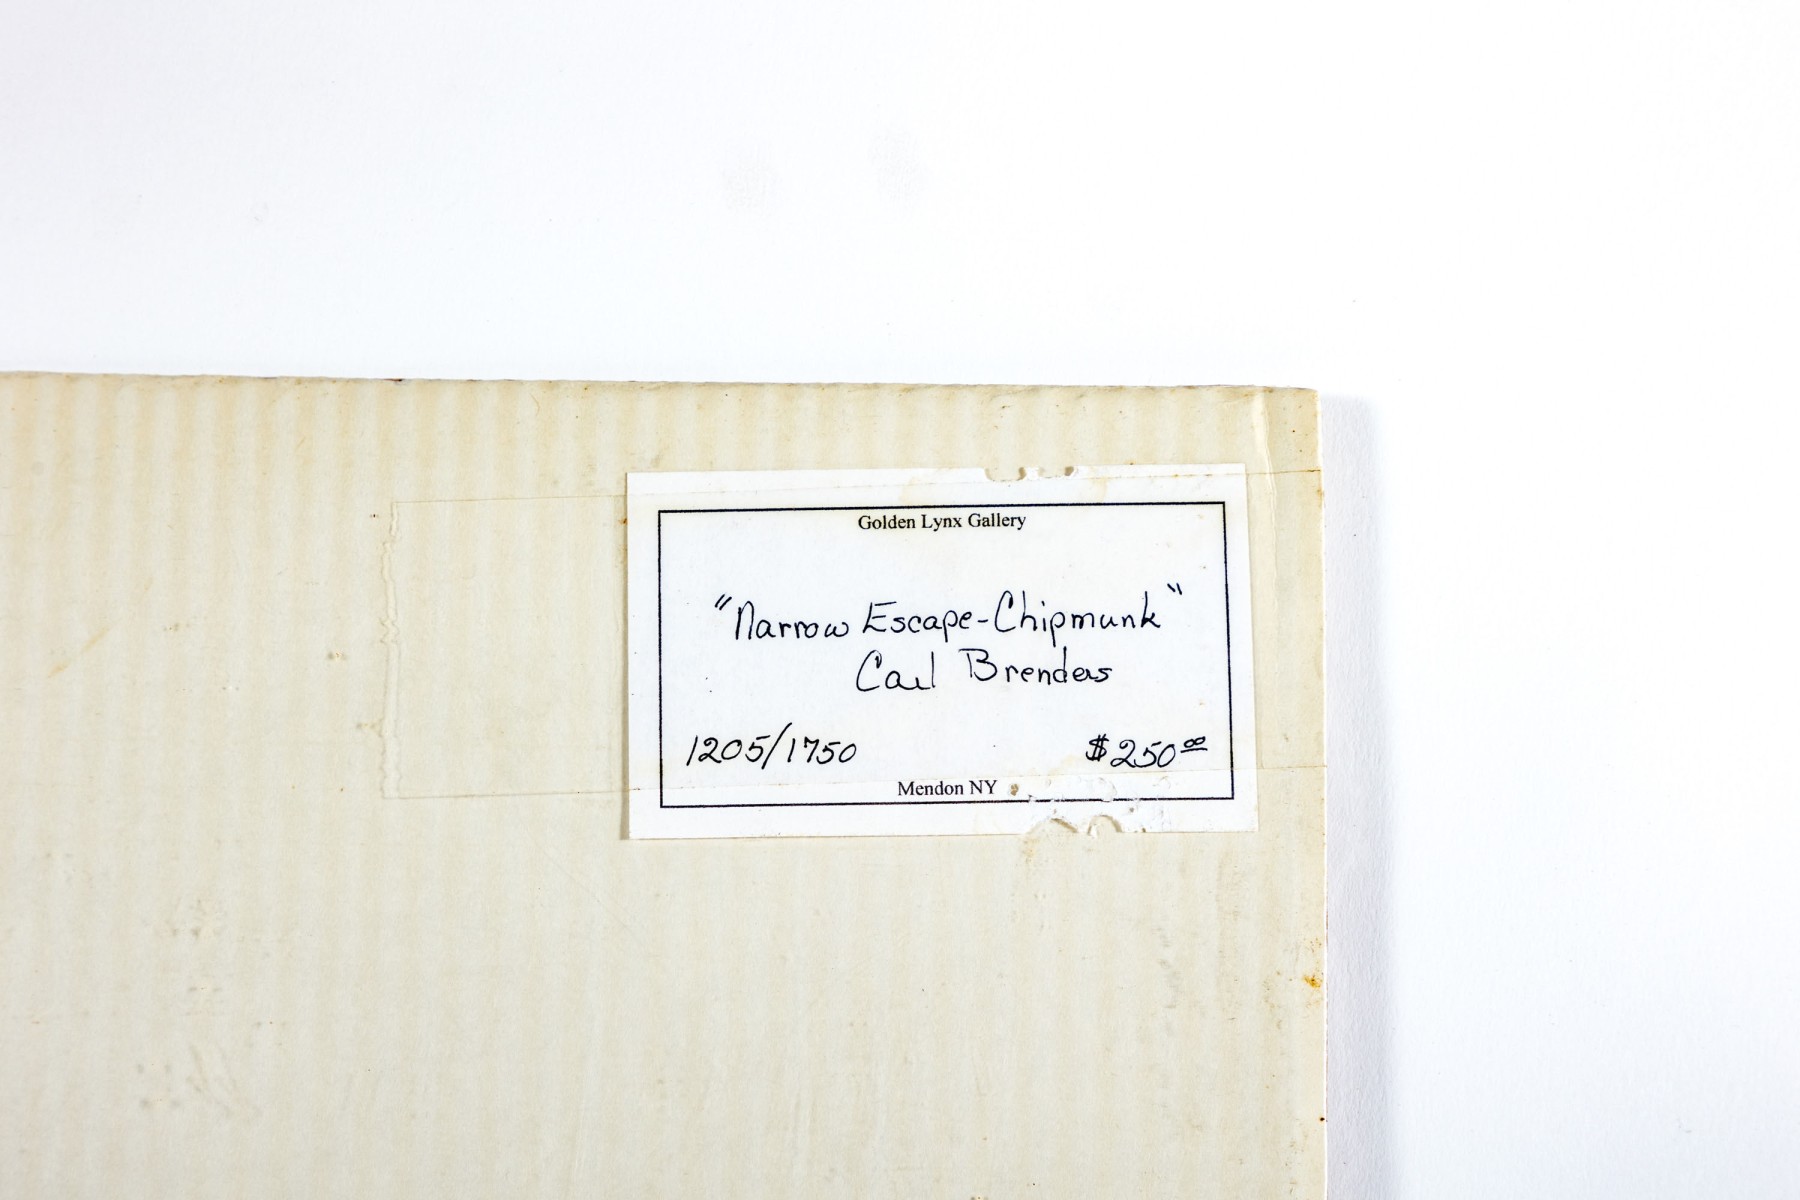 Golden Lynx Gallery
"Narrow Escape-Chipmunk"
Carl Brenders
1205/1750
$250.00
Mendon NY